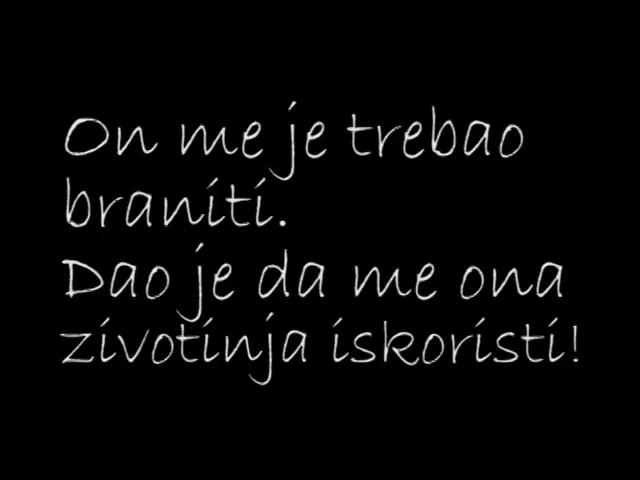 On me je trebao
braniti.
Dao je da me ona
zivotinja iskoristi!